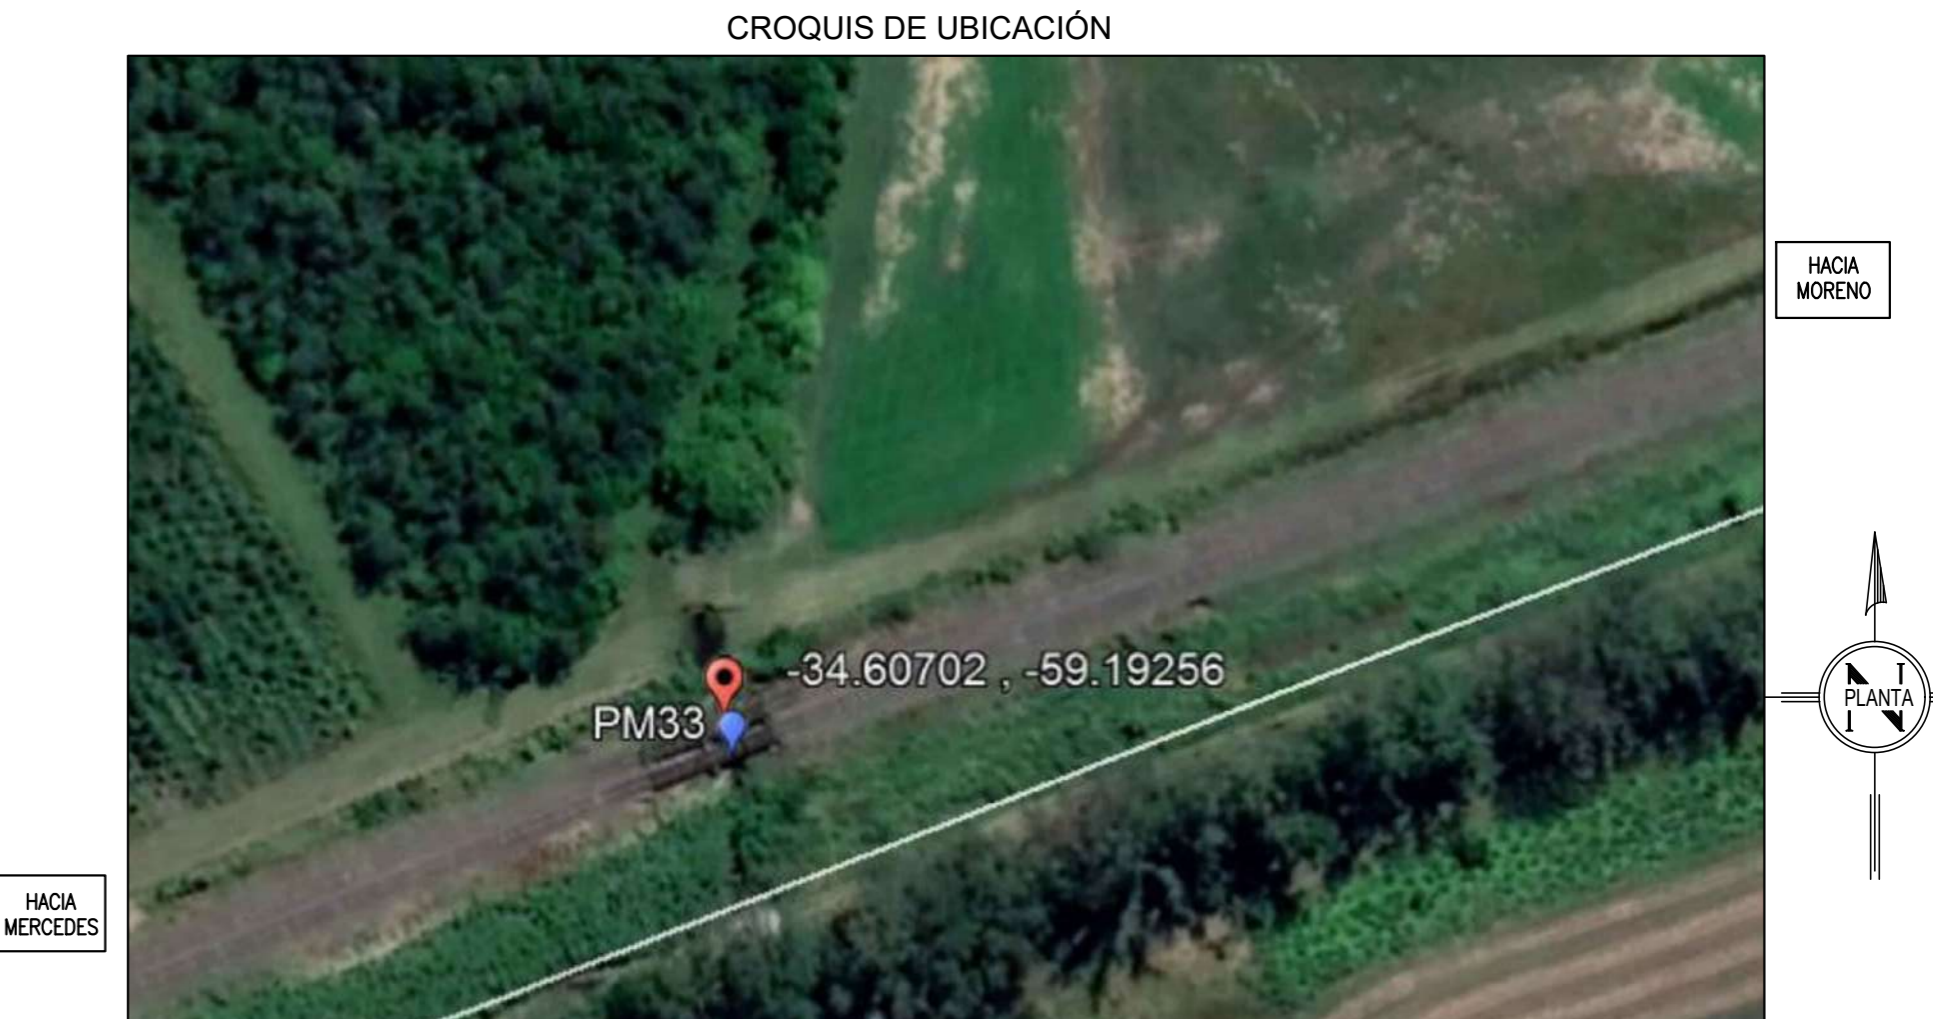 CROQUIS DE UBICACIÓN
HACIA
MORENO
-34.60702 , -59.19256
PM33
N
PLANTA
HACIA
MERCEDES